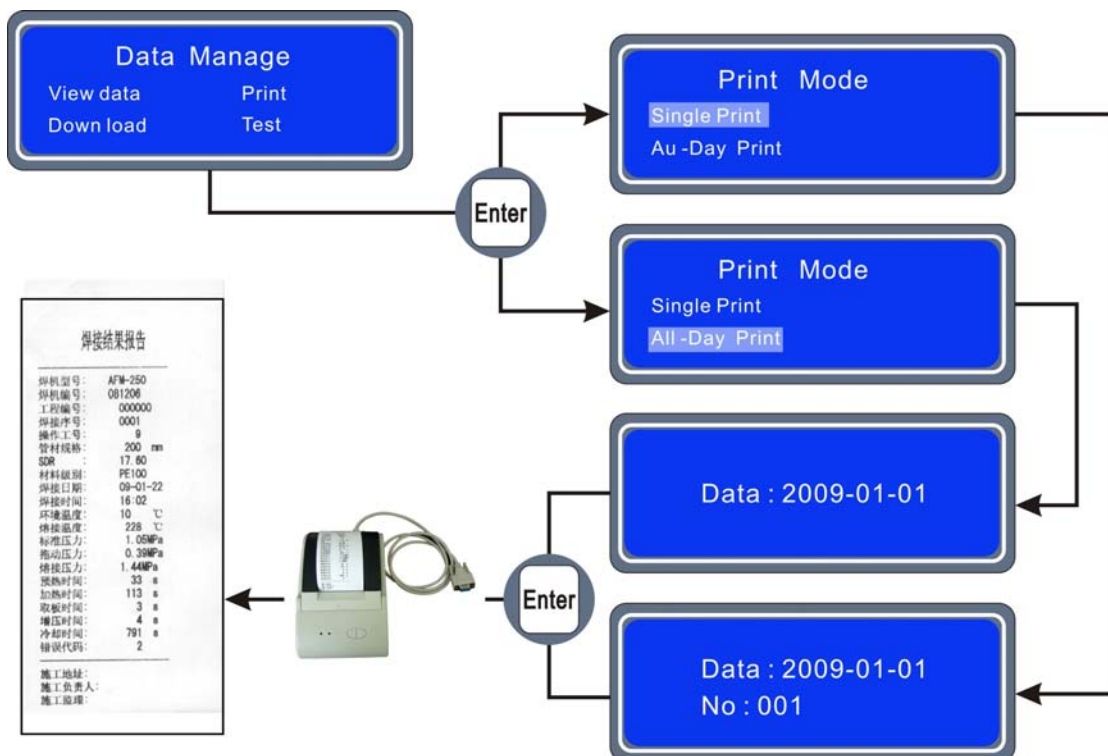 Data Manage
View data Print
Down load Test
Enter
Print Mode
Single Print
Au -Day Print
Print Mode
Single Print
All -Day Print
Data : 2009-01-01
Enter
Data : 2009-01-01
No : 001
焊接结果报告
焊机型号: AFM-250
焊机编号: 081206
工程编号: 000000
焊接序号: 0001
操作工号: 9
管材规格: 200 mm
SDR : 17.60
材料级别: PE100
焊接日期: 09-01-22
焊接时间: 16:02
环境温度: 10 ℃
熔接温度: 228 ℃
标准压力: 1.05MPa
拖动压力: 0.39MPa
熔接压力: 1.44MPa
预热时间: 33 s
加热时间: 113 s
取板时间: 3 s
增压时间: 4 s
冷却时间: 791 s
错误代码: 2
施工地址:
施工负责人:
施工监理: